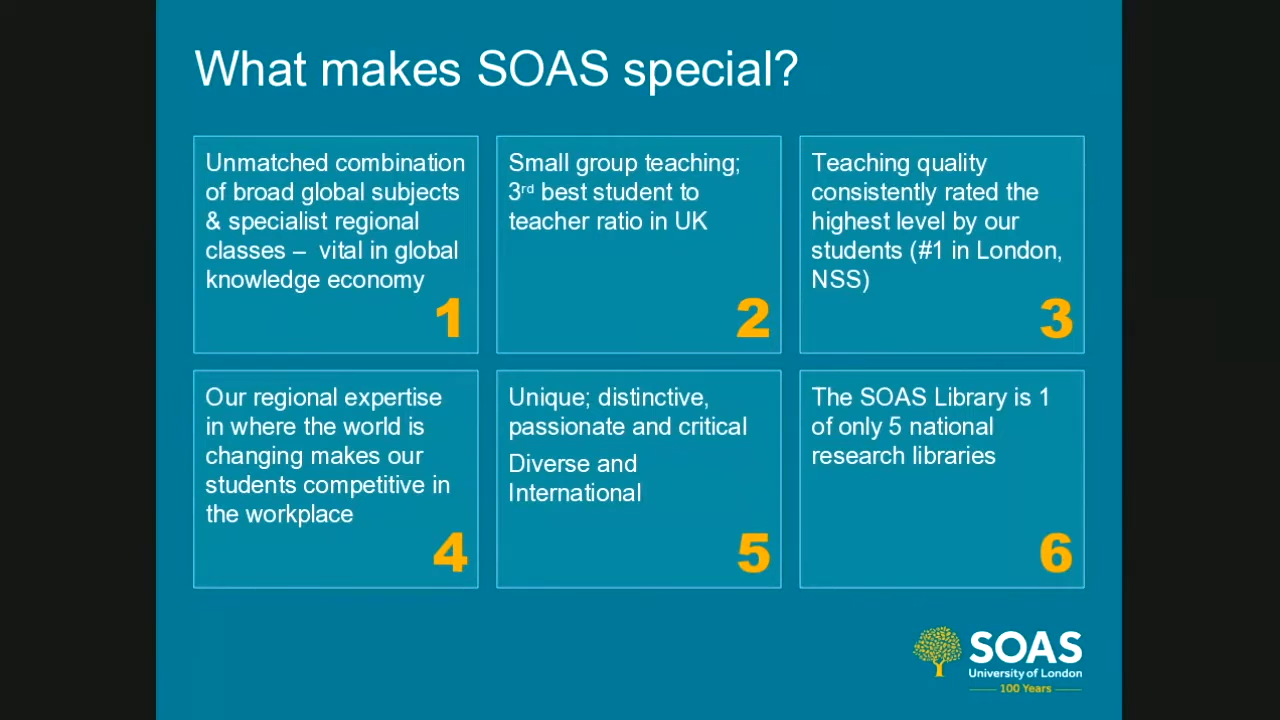 What makes SOAS special?
Unmatched combination
of broad global subjects
& specialist regional
classes – vital in global
knowledge economy
1
Small group teaching;
3rd best student to
teacher ratio in UK
2
Teaching quality
consistently rated the
highest level by our
students (#1 in London,
NSS)
3
Our regional expertise
in where the world is
changing makes our
students competitive in
the workplace
4
Unique; distinctive,
passionate and critical
Diverse and
International
5
The SOAS Library is 1
of only 5 national
research libraries
6
SOAS
University of London
100 Years